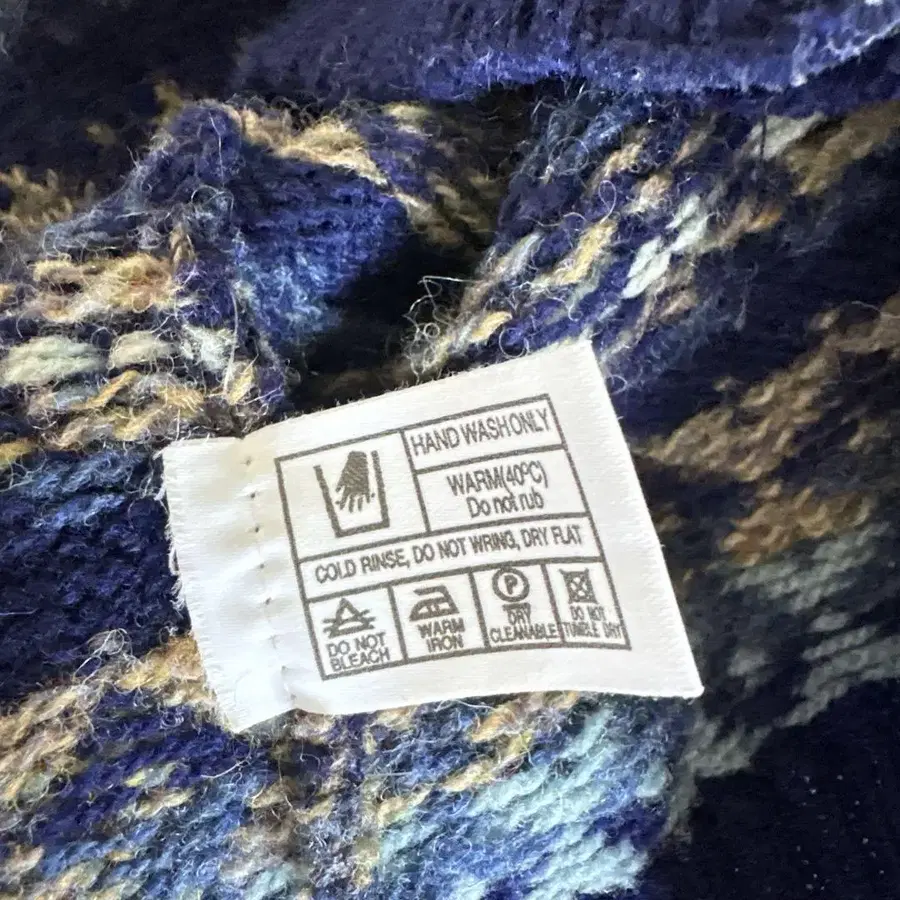 HAND WASH ONLY
WARM(40°C)
Do not rub
COLD RINSE, DO NOT WRING, DRY FLAT
DO NOT
BLEACH
WARM
IRON
P
DRY
CLEANABLE
DO NOT
TUMBLE DRY